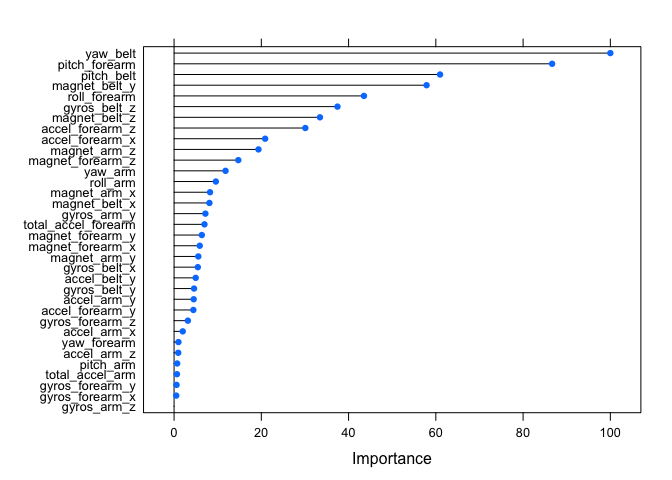 yaw_belt
pitch_forearm
pitch_belt
magnet_belt_y
roll_forearm
gyros_belt_z
magnet_belt_z
accel_forearm_z
accel_forearm_x
magnet_arm_z
magnet_forearm_z
yaw_arm
roll_arm
magnet_arm_x
magnet_belt_x
gyros_arm_y
total_accel_forearm
magnet_forearm_y
magnet_forearm_x
magnet_arm_y
gyros_belt_x
accel_belt_y
gyros_belt_y
accel_arm_y
accel_forearm_y
gyros_forearm_z
accel_arm_x
yaw_forearm
accel_arm_z
pitch_arm
total_accel_arm
gyros_forearm_y
gyros_forearm_x
gyros_arm_z
0 20 40 60 80 100
Importance